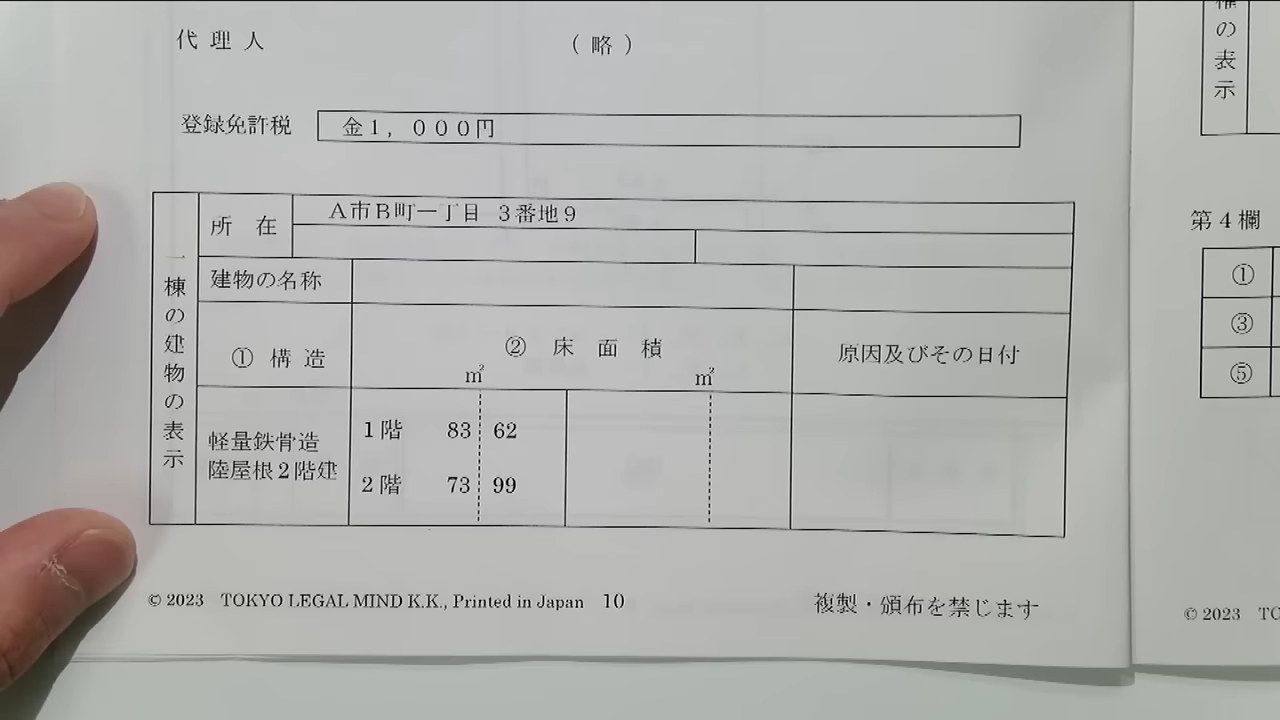 代 理 人 （ 略 ）
登録免許税 金１，０００円
一棟の建物の表示
所 在 Ａ市Ｂ町一丁目 ３番地９
建物の名称
① 構 造 ② 床 面 積 ㎡ ㎡ 原因及びその日付
軽量鉄骨造
陸屋根２階建
１階 83 62
２階 73 99
© 2023 TOKYO LEGAL MIND K.K., Printed in Japan 10 複製・頒布を禁じます
の表示
第４欄
①
③
⑤
© 2023